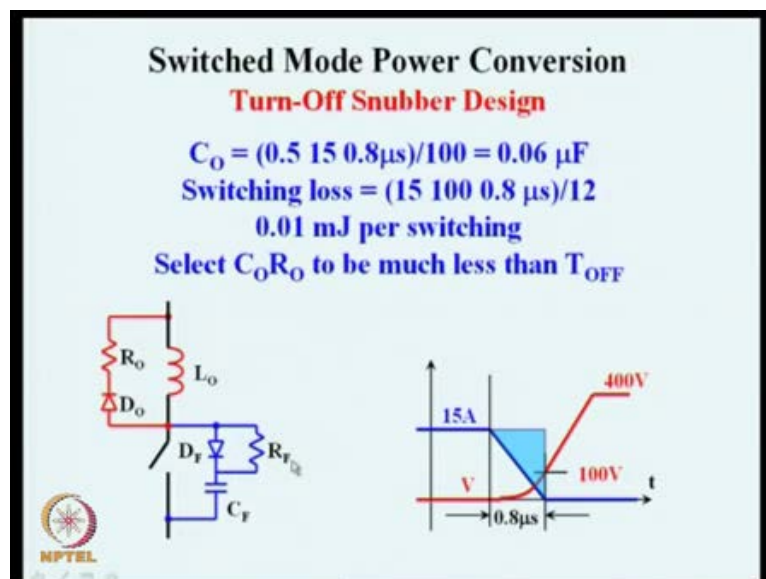 Switched Mode Power Conversion
Turn-Off Snubber Design
C_O = (0.5 15 0.8μs)/100 = 0.06 μF
Switching loss = (15 100 0.8 μs)/12
0.01 mJ per switching
Select C_OR_O to be much less than T_OFF
R_O
L_O
D_O
D_F
R_F
C_F
400V
15A
100V
V
t
0.8μs
NPTEL